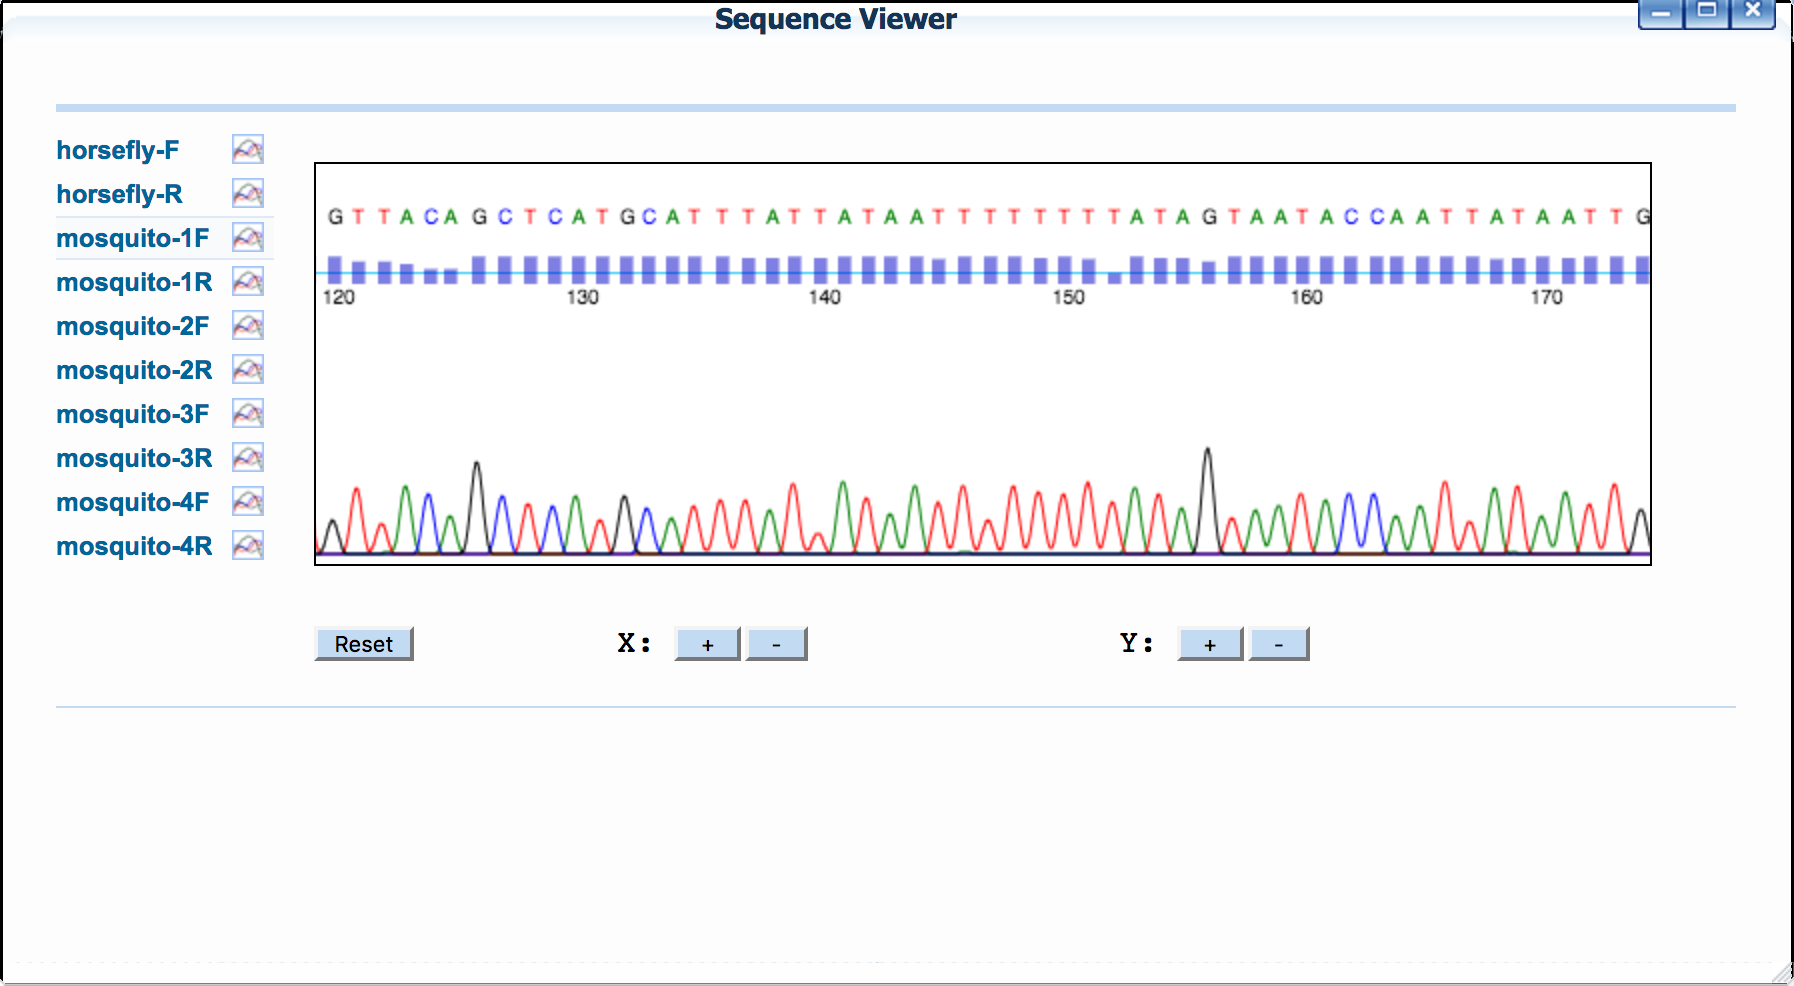 Sequence Viewer
horsefly-F
horsefly-R
mosquito-1F
mosquito-1R
mosquito-2F
mosquito-2R
mosquito-3F
mosquito-3R
mosquito-4F
mosquito-4R
G T T A C A G C T C A T G C A T T T A T T A T A A T T T T T T T T A T A G T A A T A C C A A T T A T A A T T G
120 130 140 150 160 170
Reset X: + - Y: + -